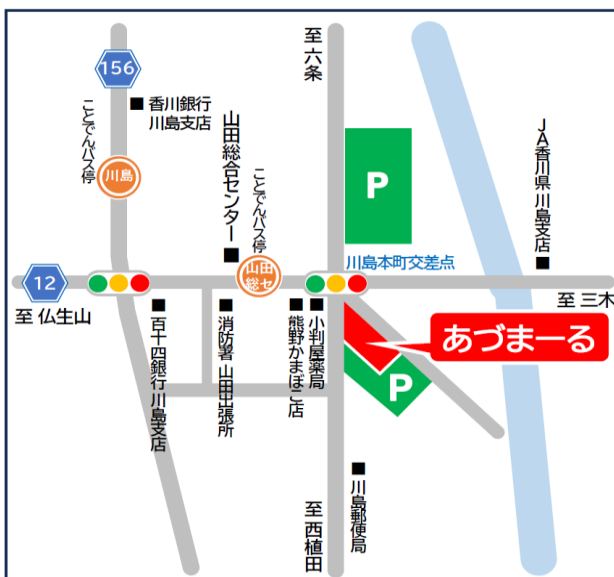 156
■ 香川銀行
川島支店
ことでんバス停
川島
山田総合センター■
ことでんバス停
山田
総セ
至六条
P
JA香川県川島支店■
川島本町交差点
12
至 仏生山
至 三木
■百十四銀行川島支店
■消防署 山田出張所
■熊野かまぼこ店
■小判屋薬局
あづまーる
P
■川島郵便局
至西植田